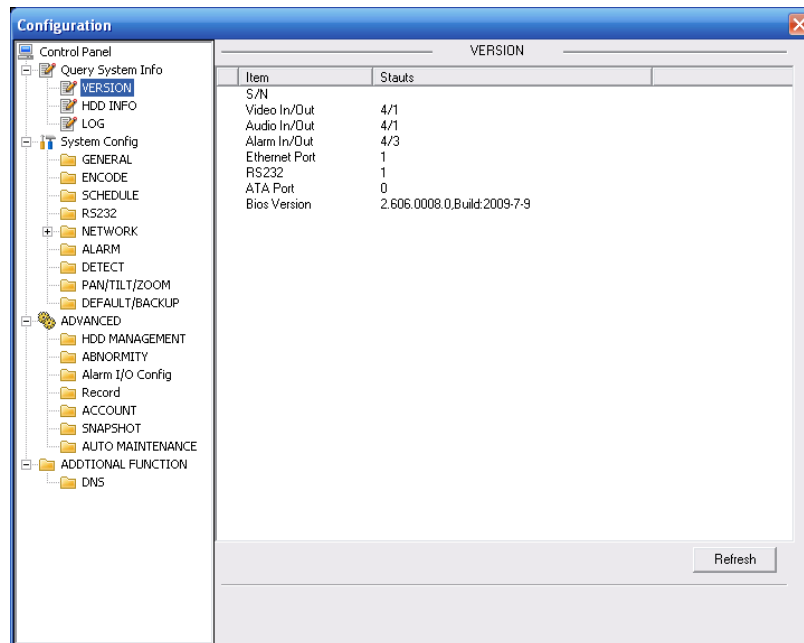 Configuration
Control Panel
Query System Info
VERSION
HDD INFO
LOG
System Config
GENERAL
ENCODE
SCHEDULE
RS232
NETWORK
ALARM
DETECT
PAN/TILT/ZOOM
DEFAULT/BACKUP
ADVANCED
HDD MANAGEMENT
ABNORMITY
Alarm I/O Config
Record
ACCOUNT
SNAPSHOT
AUTO MAINTENANCE
ADDTIONAL FUNCTION
DNS
VERSION
Item Stauts
S/N
Video In/Out 4/1
Audio In/Out 4/1
Alarm In/Out 4/3
Ethernet Port 1
RS232 1
ATA Port 0
Bios Version 2.606.0008.0,Build:2009-7-9
Refresh